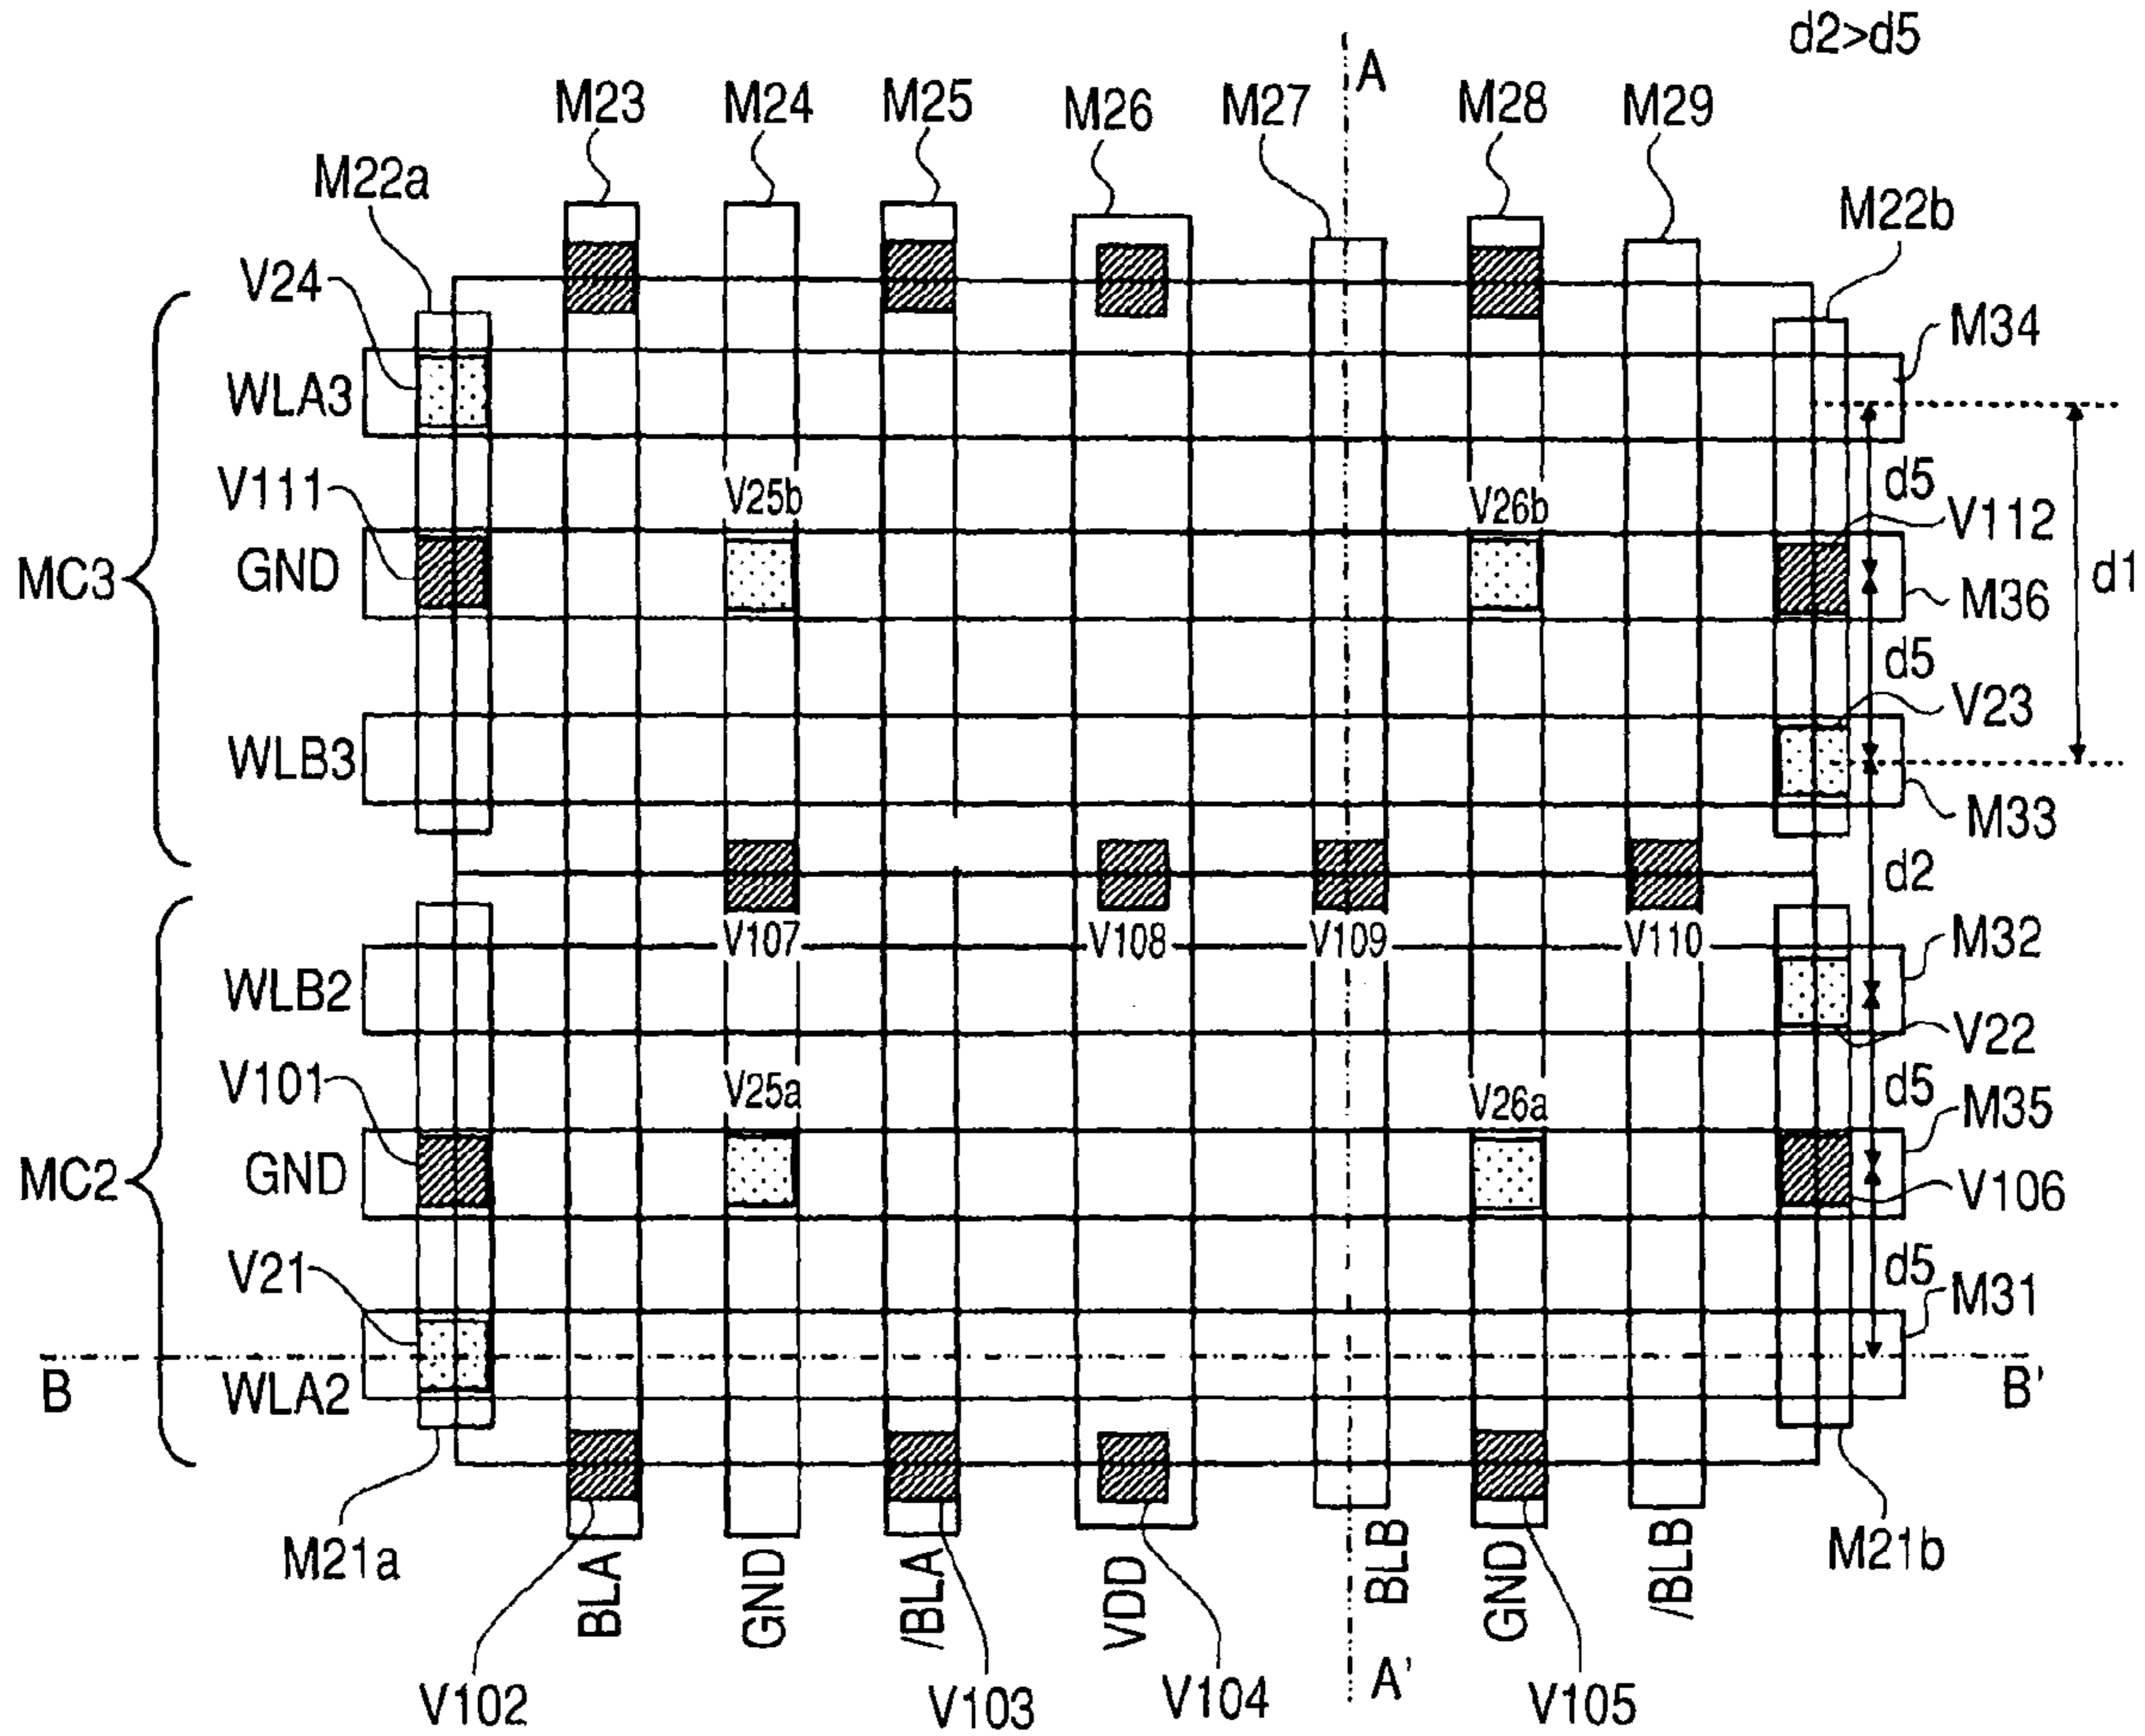 d2>d5
A
M23
M24
M25
M26
M27
M28
M29
M22a
M22b
V24
M34
WLA3
d5
V111
V25b
V26b
V112
MC3
GND
d1
M36
d5
V23
WLB3
M33
d2
V107
V108
V109
V110
M32
WLB2
V22
V101
V25a
V26a
d5
M35
MC2
GND
V106
V21
d5
M31
B
WLA2
B'
M21a
BLA
GND
/BLA
VDD
BLB
GND
/BLB
M21b
V102
V103
V104
A'
V105